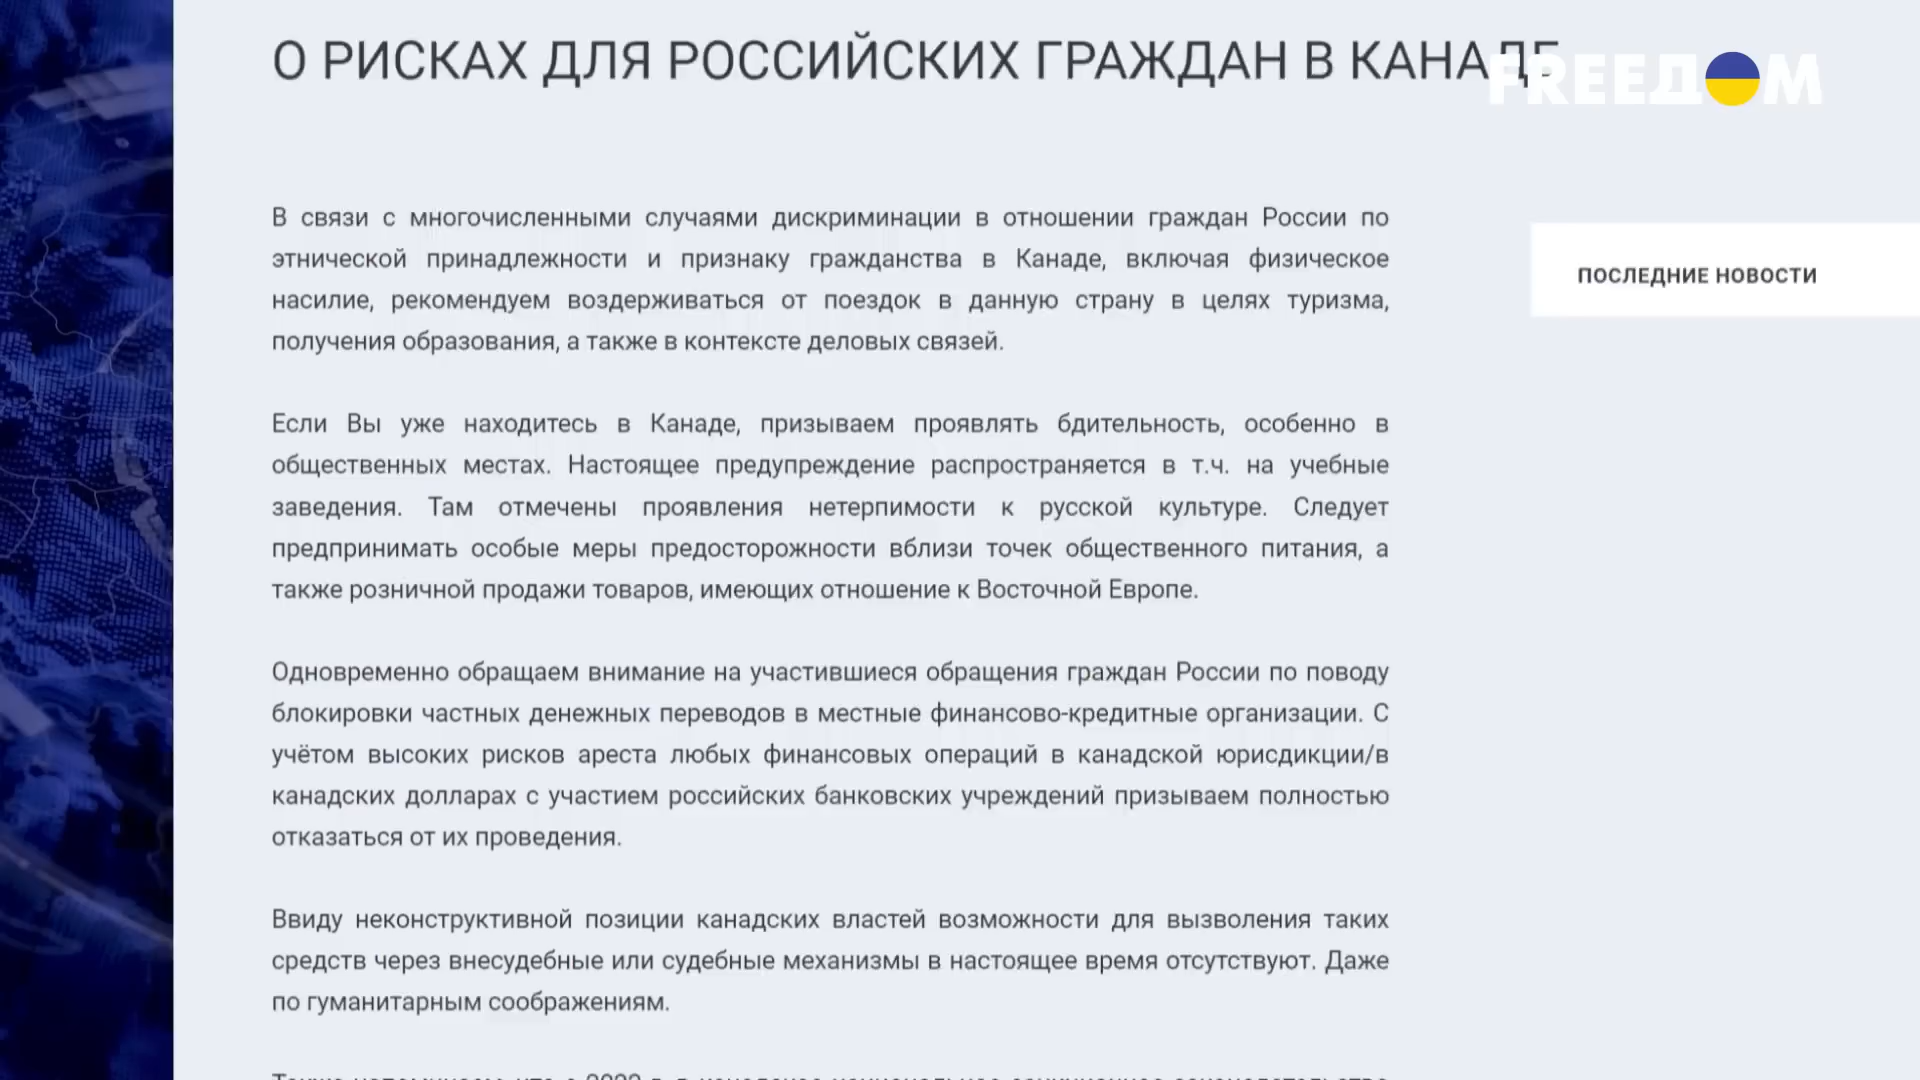 О РИСКАХ ДЛЯ РОССИЙСКИХ ГРАЖДАН В КАНАДЕ
FREEДOM
В связи с многочисленными случаями дискриминации в отношении граждан России по
этнической принадлежности и признаку гражданства в Канаде, включая физическое
насилие, рекомендуем воздерживаться от поездок в данную страну в целях туризма,
получения образования, а также в контексте деловых связей.
ПОСЛЕДНИЕ НОВОСТИ
Если Вы уже находитесь в Канаде, призываем проявлять бдительность, особенно в
общественных местах. Настоящее предупреждение распространяется в т.ч. на учебные
заведения. Там отмечены проявления нетерпимости к русской культуре. Следует
предпринимать особые меры предосторожности вблизи точек общественного питания, а
также розничной продажи товаров, имеющих отношение к Восточной Европе.
Одновременно обращаем внимание на участившиеся обращения граждан России по поводу
блокировки частных денежных переводов в местные финансово-кредитные организации. С
учётом высоких рисков ареста любых финансовых операций в канадской юрисдикции/в
канадских долларах с участием российских банковских учреждений призываем полностью
отказаться от их проведения.
Ввиду неконструктивной позиции канадских властей возможности для вызволения таких
средств через внесудебные или судебные механизмы в настоящее время отсутствуют. Даже
по гуманитарным соображениям.